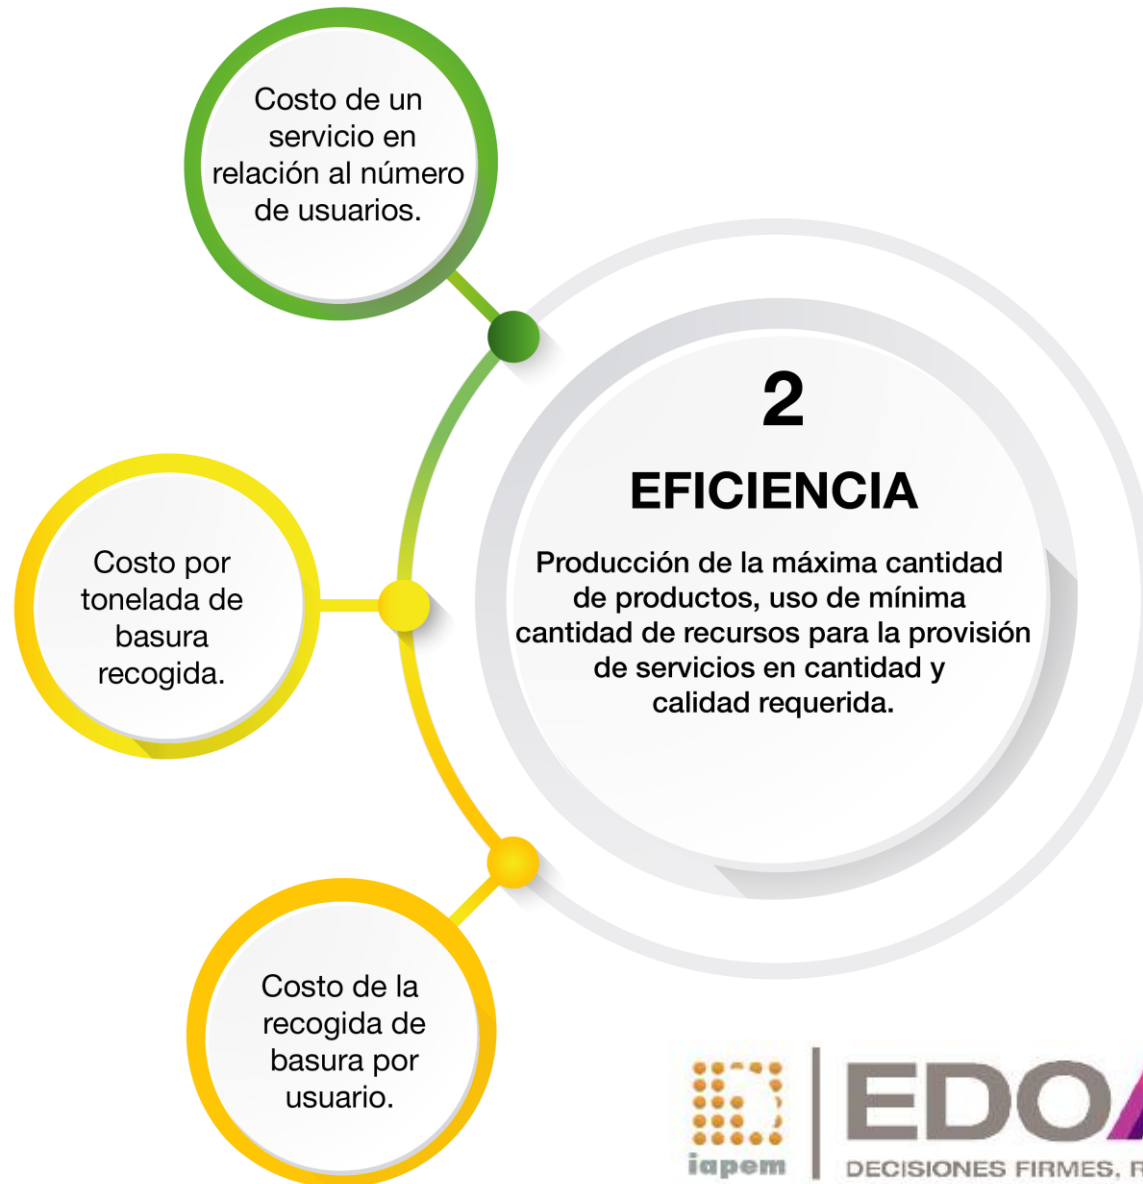 Costo de un
servicio en
relación al número
de usuarios.
2
EFICIENCIA
Producción de la máxima cantidad
de productos, uso de mínima
cantidad de recursos para la provisión
de servicios en cantidad y
calidad requerida.
Costo por
tonelada de
basura
recogida.
Costo de la
recogida de
basura por
usuario.
iapem
EDO
DECISIONES FIRMES, R